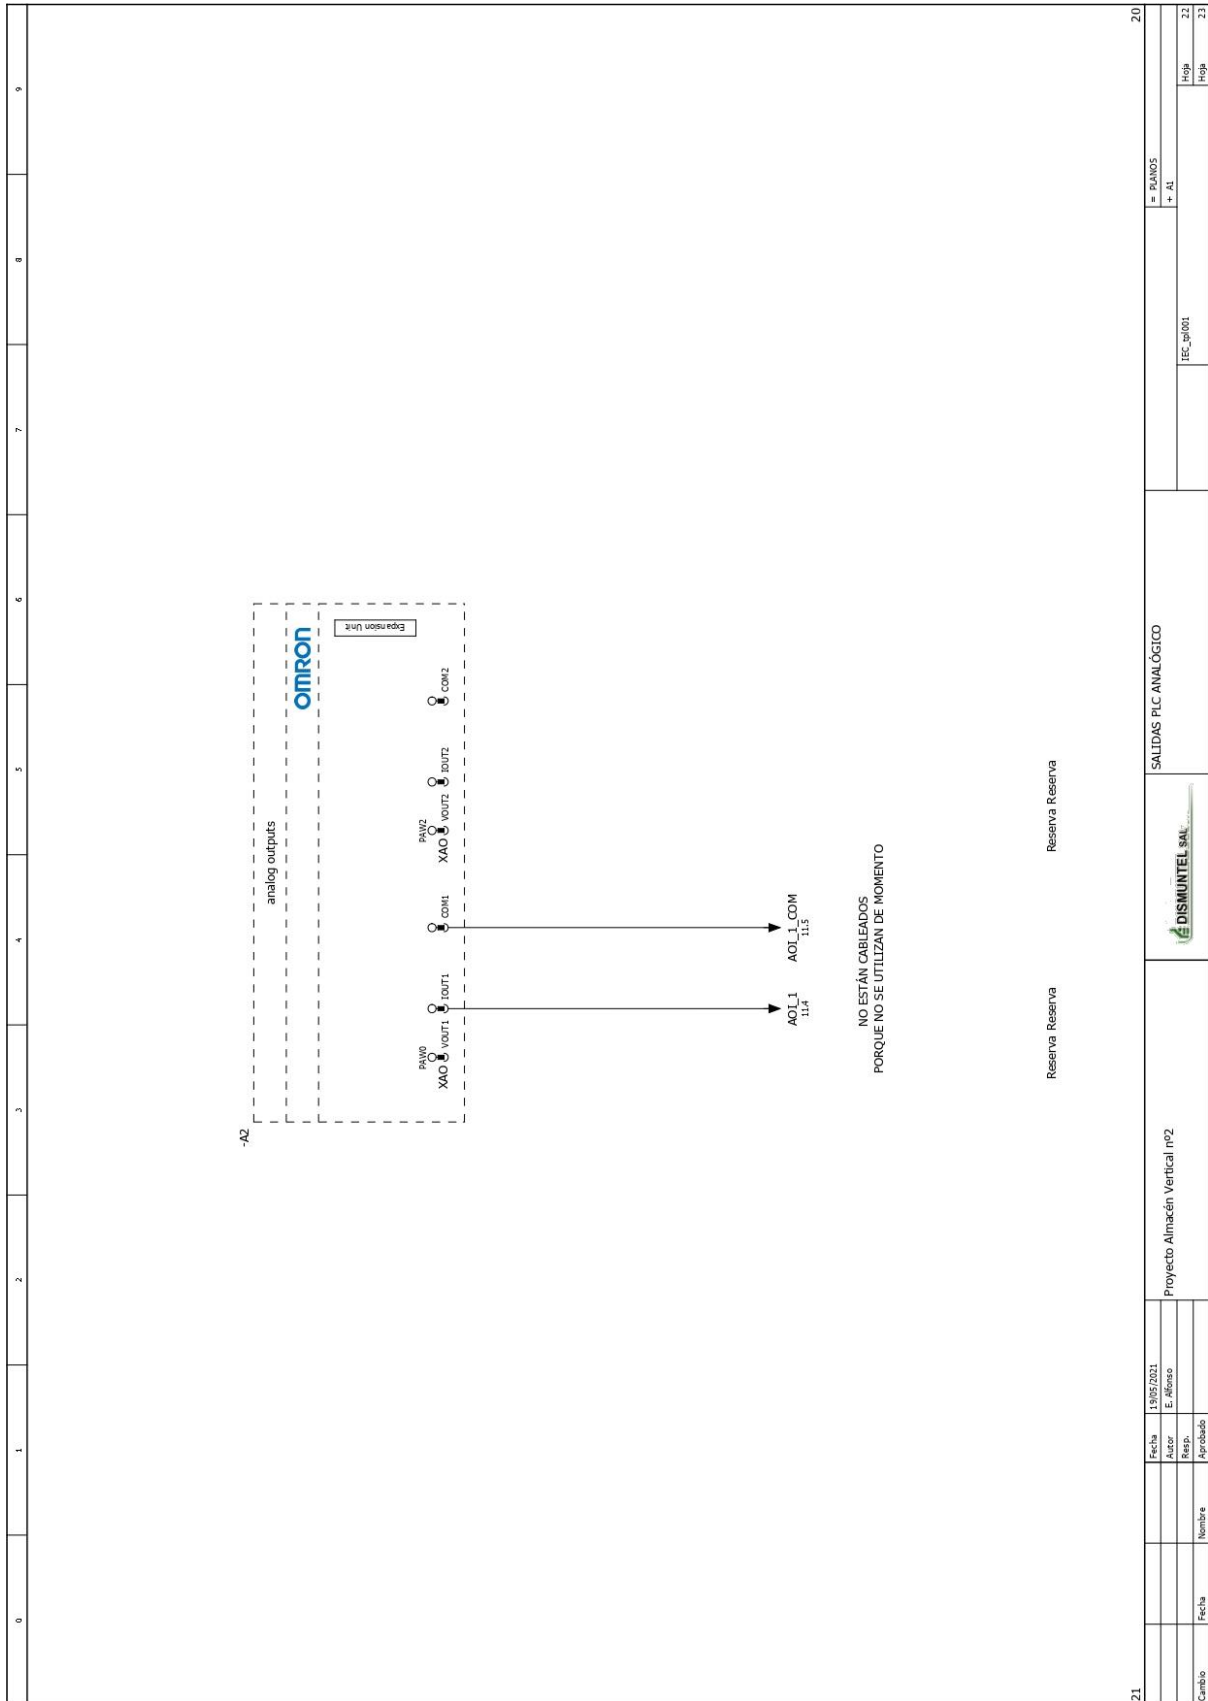 0
1
2
3
4
5
6
7
8
9
-A2
analog outputs
OMRON
Expansion Unit
PAW0
XAO
VOUT1
IOUT1
COM1
PAW2
XAO
VOUT2
IOUT2
COM2
AOI_1
11.4
AOI_1_COM
11.5
NO ESTÁN CABLEADOS
PORQUE NO SE UTILIZAN DE MOMENTO
Reserva Reserva
Reserva Reserva
21
20
Cambio
Fecha
Nombre
Fecha
19/05/2021
Autor
E. Alfonso
Resp.
Aprobado
Proyecto Almacén Vertical nº2
DISMUNTEL SAL
SALIDAS PLC ANALÓGICO
IEC_tpl001
= PLANOS
+ A1
Hoja 22
Hoja 23